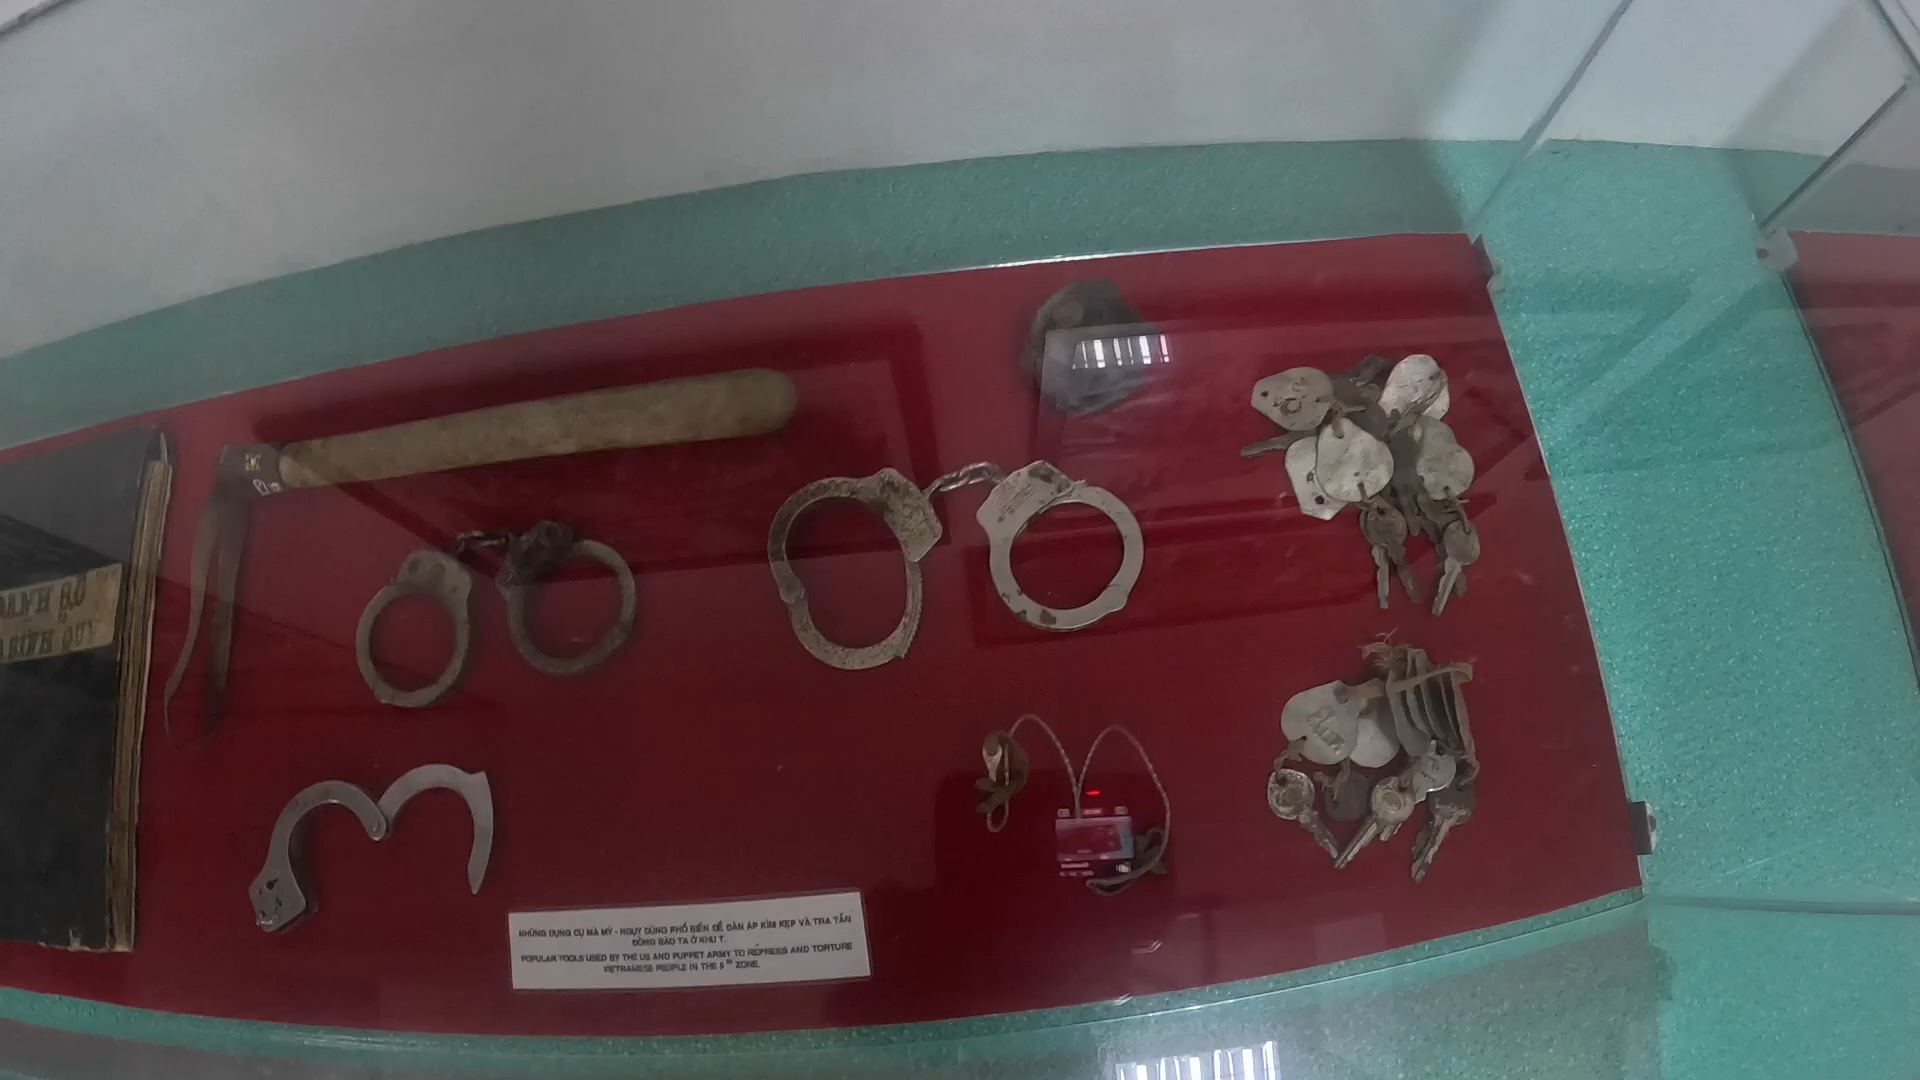 NHỮNG DỤNG CỤ MÀ MỸ - NGỤY DÙNG PHỔ BIẾN ĐỂ ĐÀN ÁP KÌM KẸP VÀ TRA TẤN
ĐỒNG BÀO TA Ở KHU
POPULAR TOOLS USED BY THE US AND PUPPET ARMY TO REPRESS AND TORTURE
VIETNAMESE PEOPLE IN THE 5 TH ZONE.